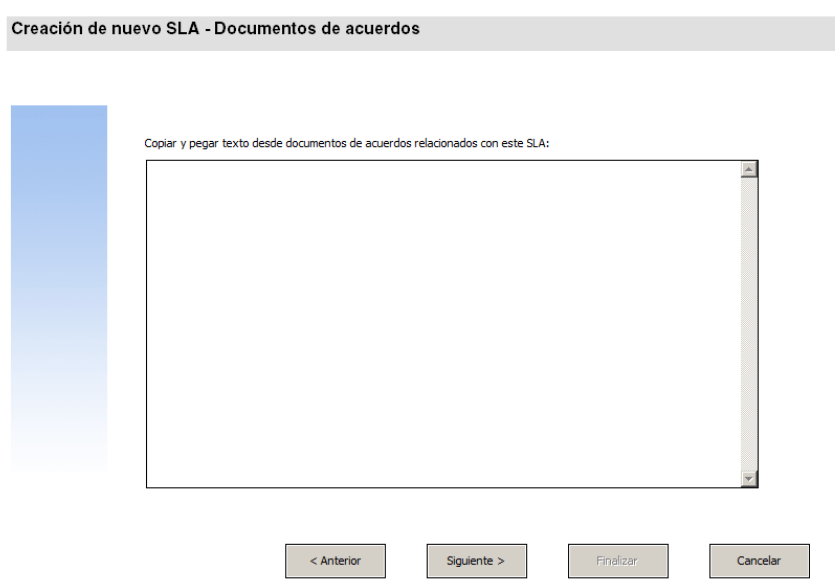 Creación de nuevo SLA - Documentos de acuerdos
Copiar y pegar texto desde documentos de acuerdos relacionados con este SLA:
< Anterior
Siguiente >
Finalizar
Cancelar